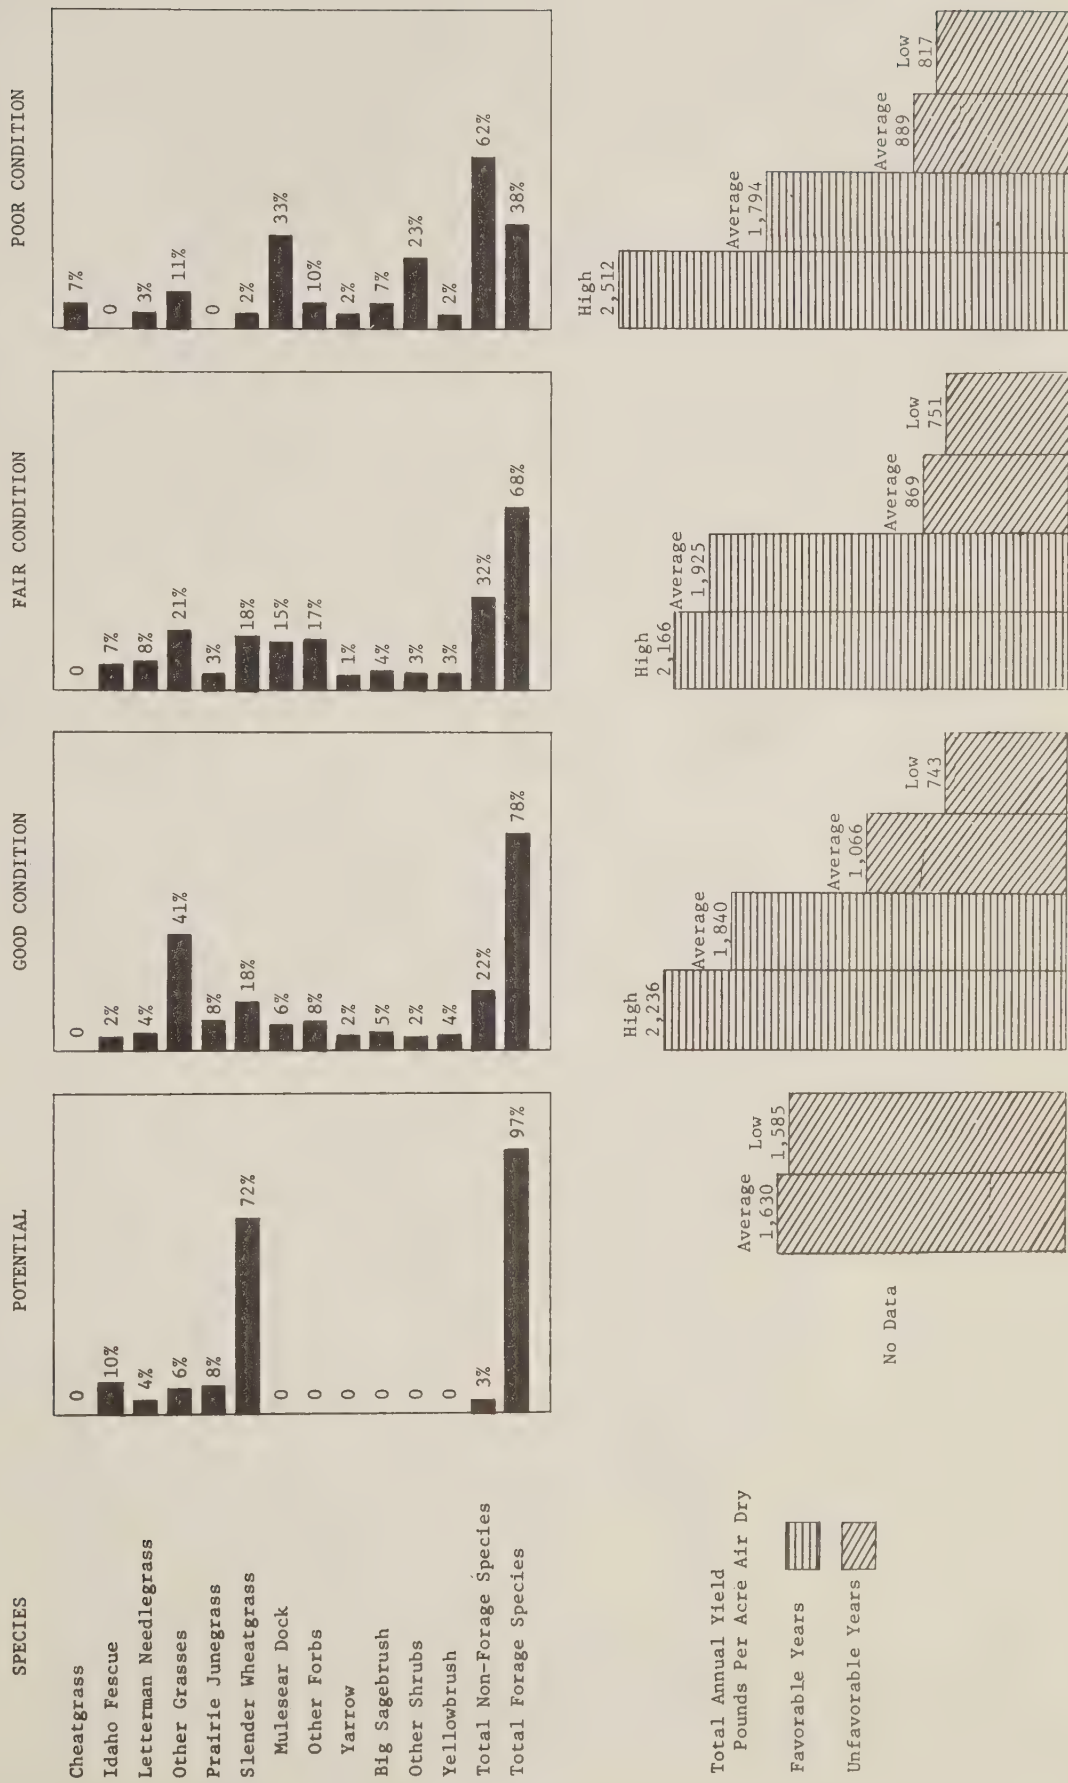 SPECIES
POTENTIAL
GOOD CONDITION
FAIR CONDITION
POOR CONDITION
Cheatgrass 0 0 0 7%
Idaho Fescue 10% 2% 7% 0
Letterman Needlegrass 4% 4% 8% 3%
Other Grasses 6% 41% 21% 11%
Prairie Junegrass 8% 8% 3% 0
Slender Wheatgrass 72% 18% 18% 2%
Mulesear Dock 0 6% 15% 33%
Other Forbs 0 8% 17% 10%
Yarrow 0 2% 1% 2%
Big Sagebrush 0 5% 4% 7%
Other Shrubs 0 2% 3% 23%
Yellowbrush 0 4% 3% 2%
Total Non-Forage Species 3% 22% 32% 62%
Total Forage Species 97% 78% 68% 38%
Total Annual Yield
Pounds Per Acre Air Dry
Favorable Years
Unfavorable Years
No Data
Average
1,630
Low
1,585
High
2,236
Average
1,840
Average
1,066
Low
743
High
2,166
Average
1,925
Average
869
Low
751
High
2,512
Average
1,794
Average
889
Low
817